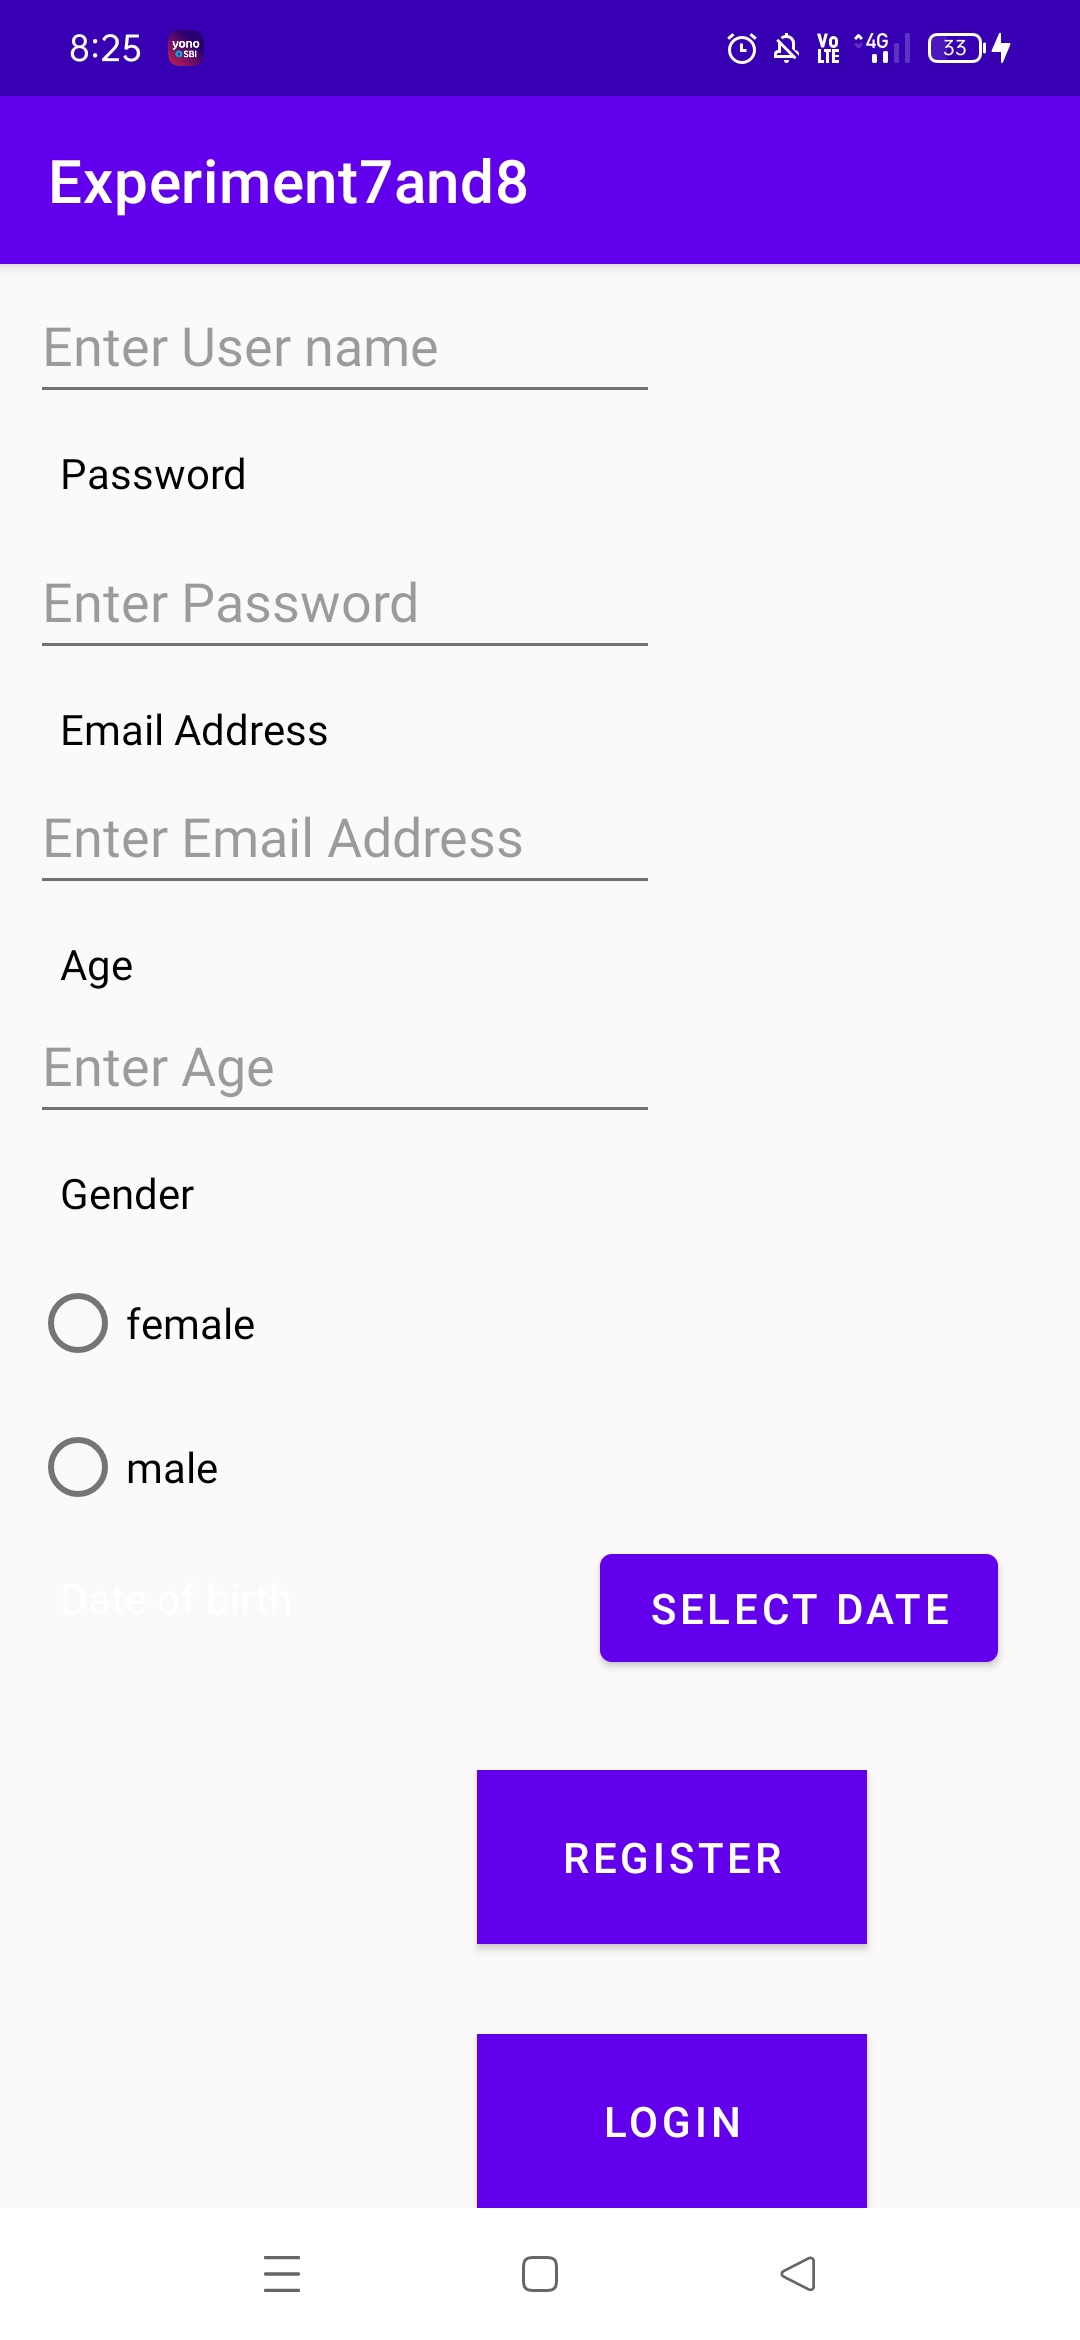 8:25
yono
SBI
Vo
LTE
4G
33
Experiment7and8
Enter User name
Password
Enter Password
Email Address
Enter Email Address
Age
Enter Age
Gender
female
male
Date of birth
SELECT DATE
REGISTER
LOGIN